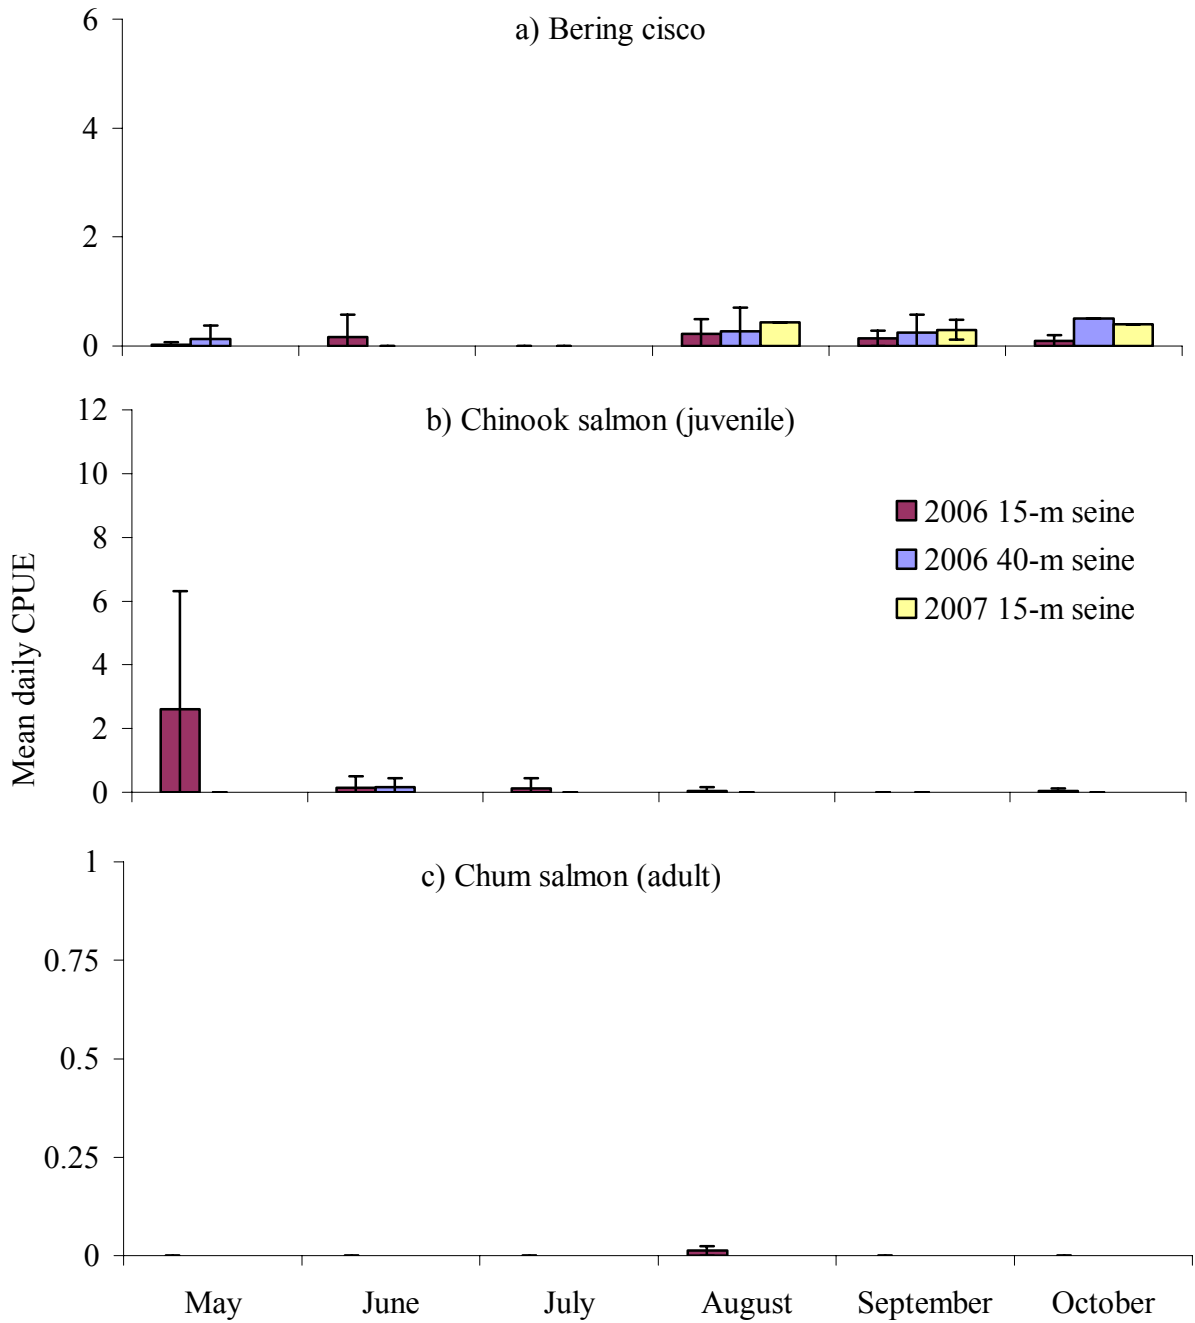 a) Bering cisco
6
4
2
0
b) Chinook salmon (juvenile)
12
10
8
6
4
2
0
2006 15-m seine
2006 40-m seine
2007 15-m seine
Mean daily CPUE
c) Chum salmon (adult)
1
0.75
0.5
0.25
0
May June July August September October